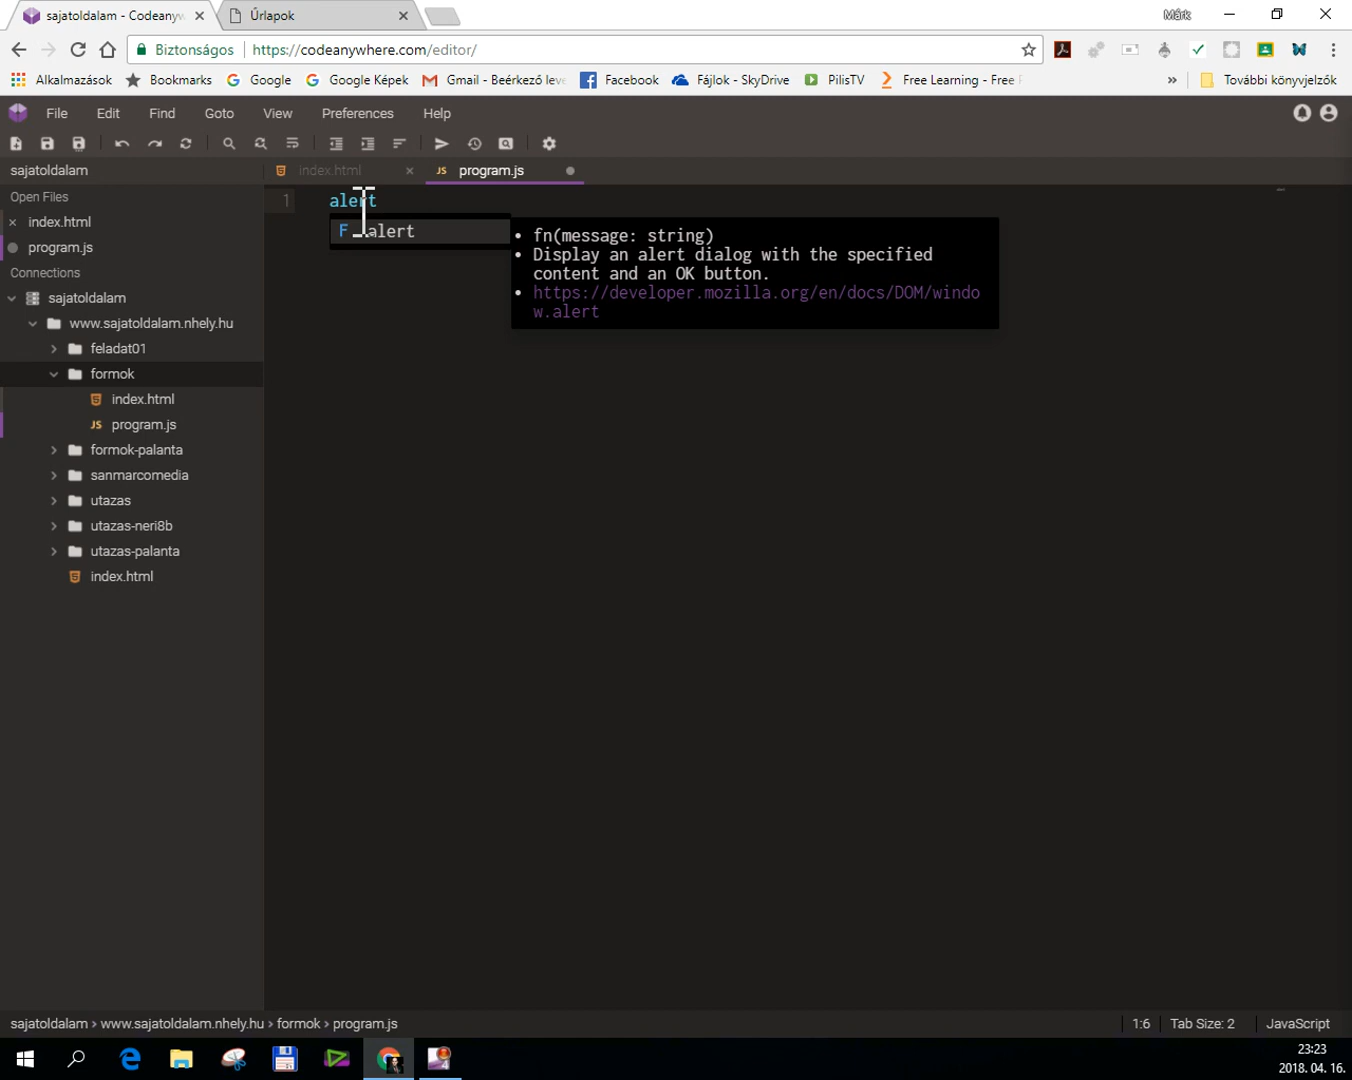 sajatoldalam - Codeanyw
Űrlapok
Márk
Biztonságos
https://codeanywhere.com/editor/
Alkalmazások
Bookmarks
Google
Google Képek
Gmail - Beérkező leve
Facebook
Fájlok - SkyDrive
PilisTV
Free Learning - Free
»
További könyvjelzők
File
Edit
Find
Goto
View
Preferences
Help
sajatoldalam
index.html
JS program.js
Open Files
index.html
program.js
Connections
sajatoldalam
www.sajatoldalam.nhely.hu
feladat01
formok
index.html
JS program.js
formok-palanta
sanmarcomedia
utazas
utazas-neri8b
utazas-palanta
index.html
1 alert
F alert
• fn(message: string)
• Display an alert dialog with the specified
content and an OK button.
• https://developer.mozilla.org/en/docs/DOM/windo
w.alert
sajatoldalam › www.sajatoldalam.nhely.hu › formok › program.js
1:6
Tab Size: 2
JavaScript
4
23:23
2018. 04. 16.